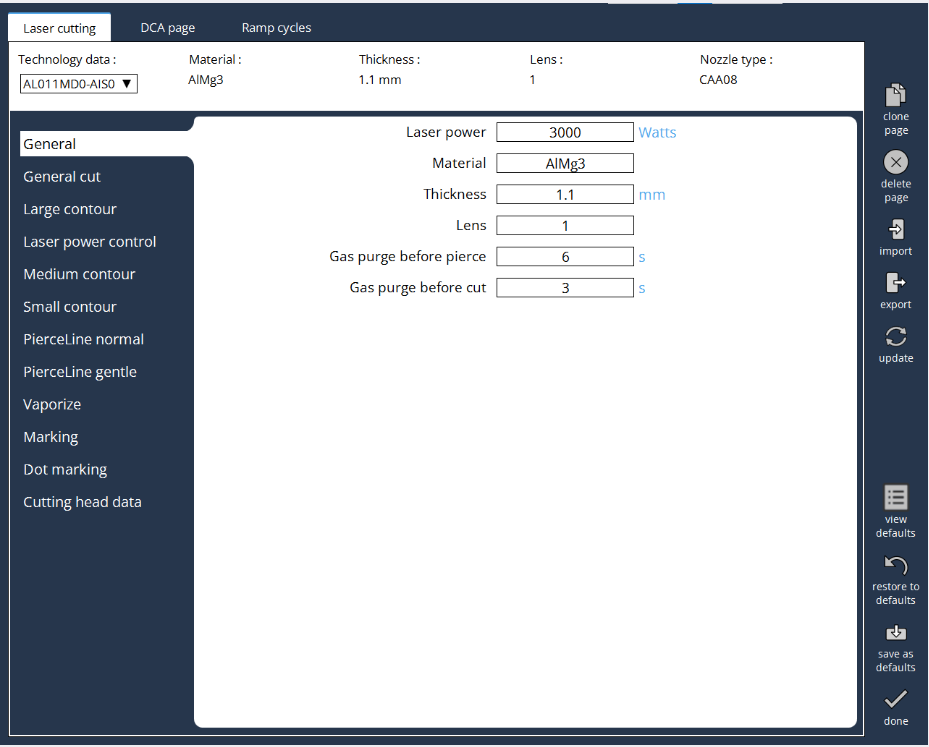 Laser cutting DCA page Ramp cycles
Technology data : Material : Thickness : Lens : Nozzle type :
AL011MD0-AIS0 ▼ AlMg3 1.1 mm 1 CAA08
General
General cut
Large contour
Laser power control
Medium contour
Small contour
PierceLine normal
PierceLine gentle
Vaporize
Marking
Dot marking
Cutting head data
Laser power 3000 Watts
Material AlMg3
Thickness 1.1 mm
Lens 1
Gas purge before pierce 6 s
Gas purge before cut 3 s
clone
page
delete
page
import
export
update
view
defaults
restore to
defaults
save as
defaults
done